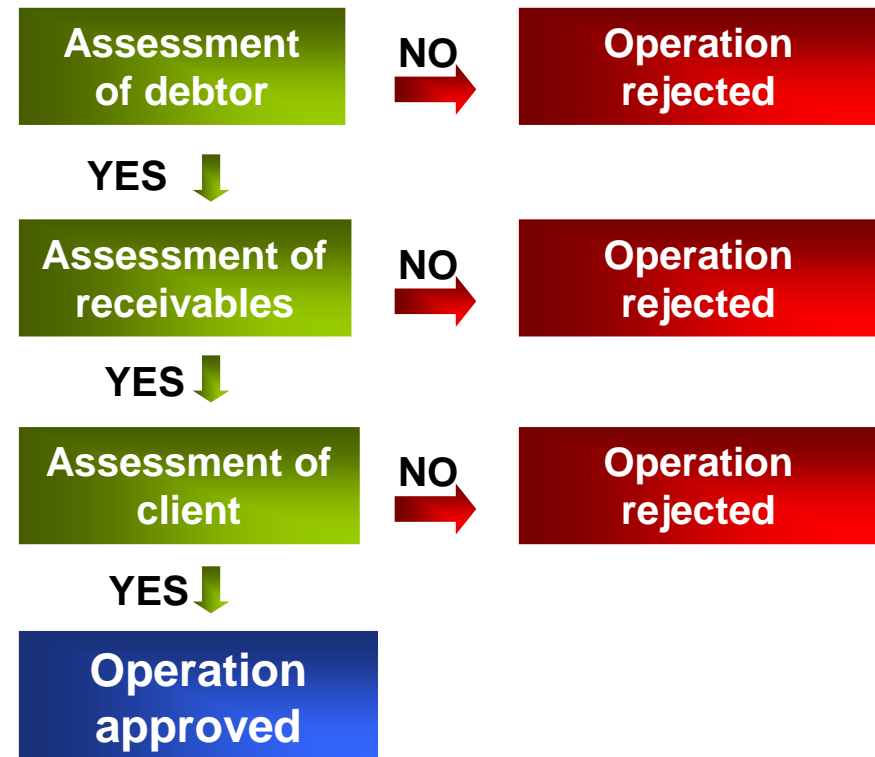 Assessment
of debtor
NO
Operation
rejected
YES
Assessment of
receivables
NO
Operation
rejected
YES
Assessment of
client
NO
Operation
rejected
YES
Operation
approved